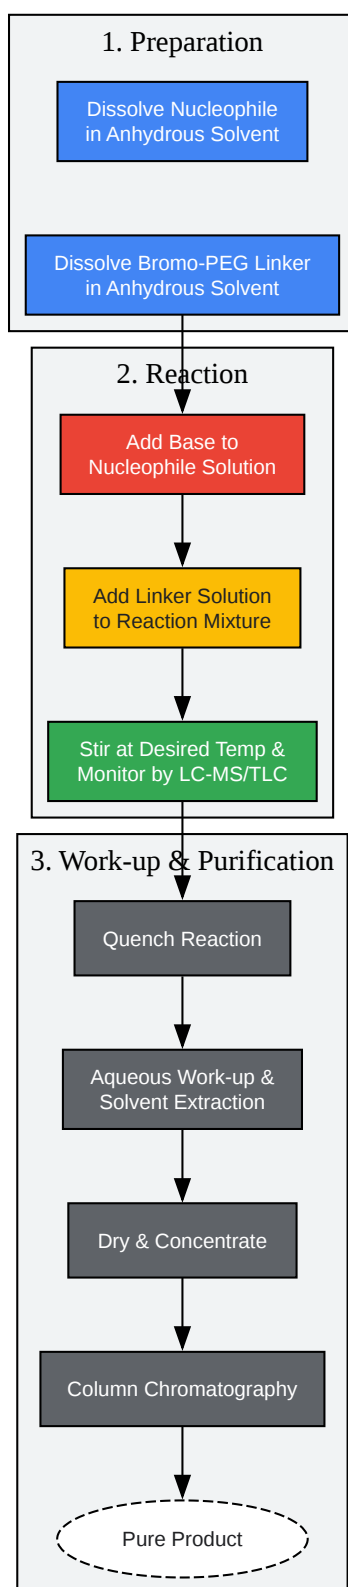 1. Preparation
Dissolve Nucleophile
in Anhydrous Solvent
Dissolve Bromo-PEG Linker
in Anhydrous Solvent
2. Reaction
Add Base to
Nucleophile Solution
Add Linker Solution
to Reaction Mixture
Stir at Desired Temp &
Monitor by LC-MS/TLC
3. Work-up & Purification
Quench Reaction
Aqueous Work-up &
Solvent Extraction
Dry & Concentrate
Column Chromatography
Pure Product